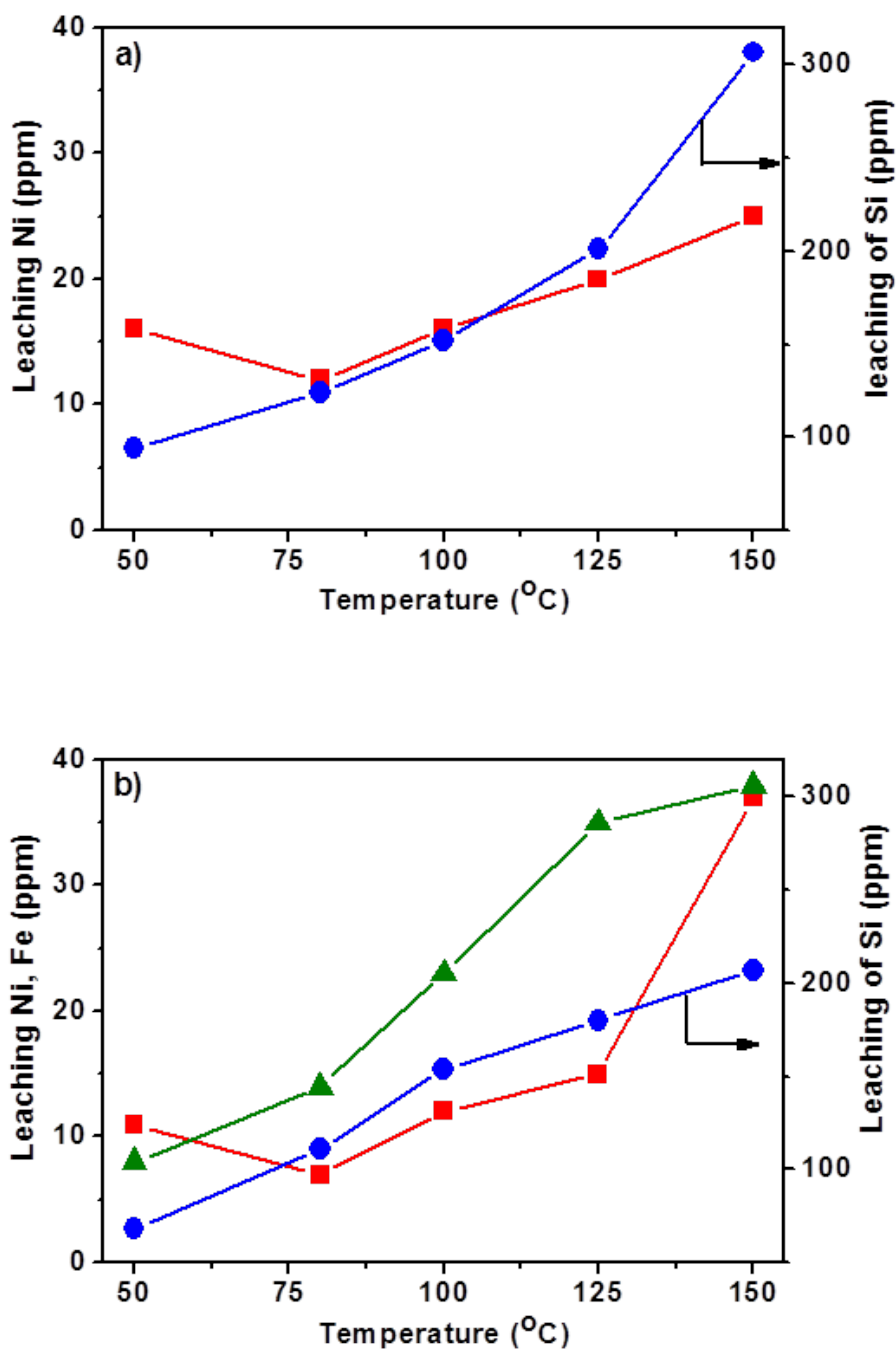 a)
Leaching Ni (ppm)
40
30
20
10
0
300
200
100
leaching of Si (ppm)
50 75 100 125 150
Temperature (°C)
b)
Leaching Ni, Fe (ppm)
40
30
20
10
0
300
200
100
Leaching of Si (ppm)
50 75 100 125 150
Temperature (°C)